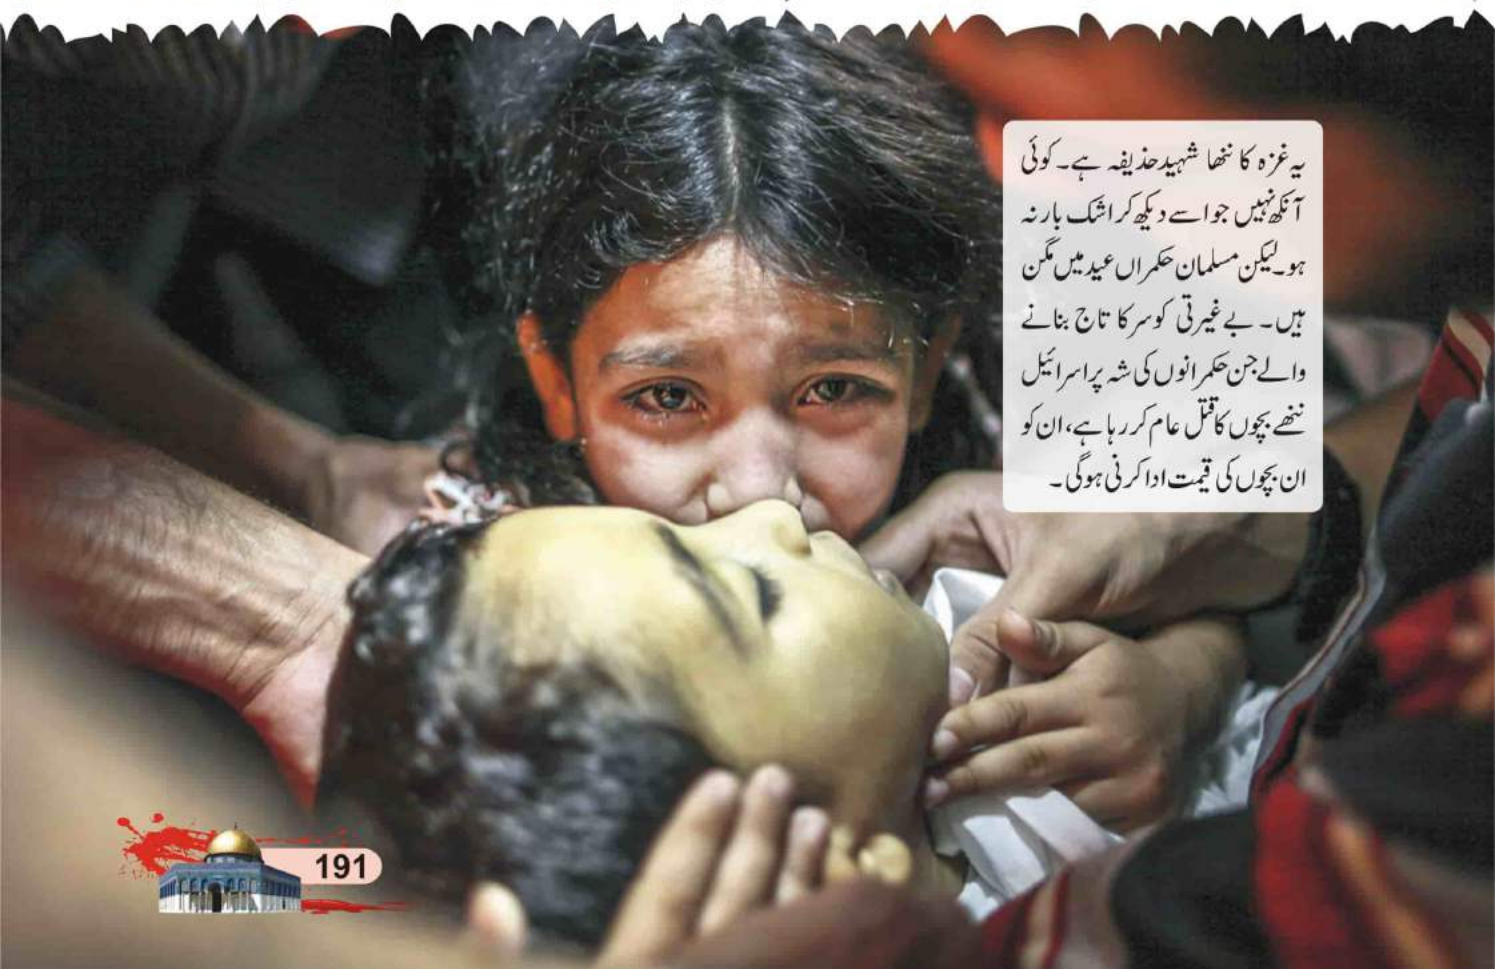 یہ غزہ کا ننھا شہید حذیفہ ہے۔ کوئی
آنکھ نہیں جو اسے دیکھ کر اشک بار نہ
ہو۔ لیکن مسلمان حکمراں عید میں مگن
ہیں۔ بے غیرتی کو سر کا تاج بنانے
والے جن حکمرانوں کی شہ پر اسرائیل
ننھے بچوں کا قتل عام کر رہا ہے، ان کو
ان بچوں کی قیمت ادا کرنی ہوگی۔
191